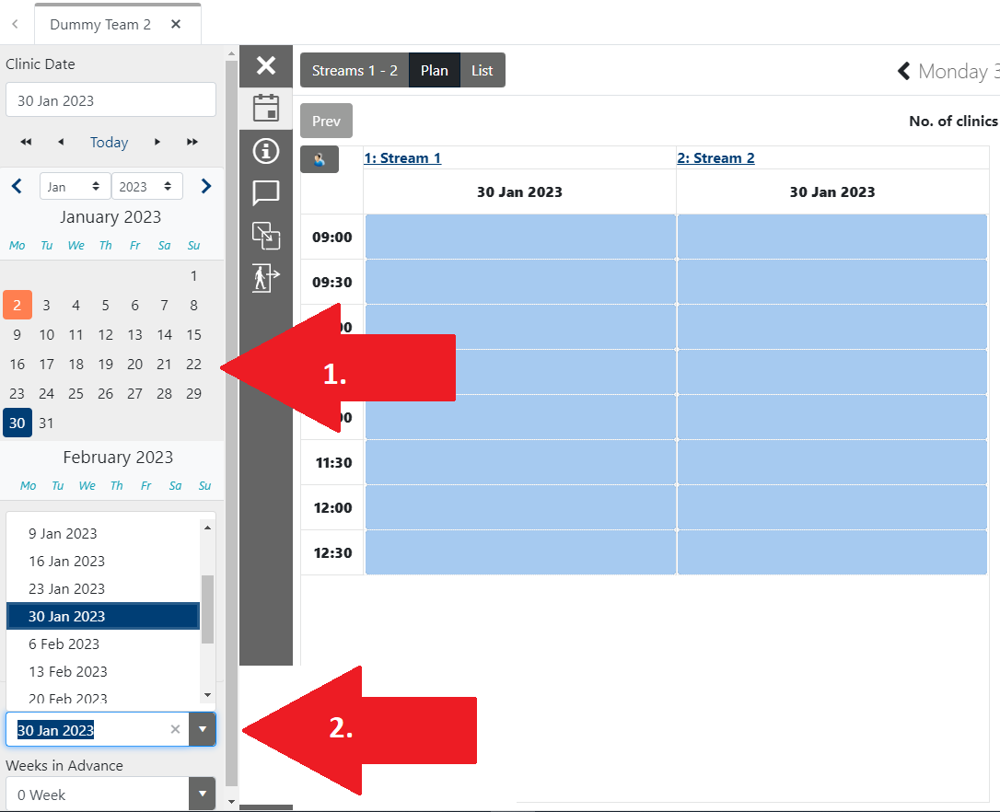 Dummy Team 2
Clinic Date
30 Jan 2023
Today
Jan 2023
January 2023
Mo Tu We Th Fr Sa Su
1
2 3 4 5 6 7 8
9 10 11 12 13 14 15
16 17 18 19 20 21 22
23 24 25 26 27 28 29
30 31
February 2023
Mo Tu We Th Fr Sa Su
9 Jan 2023
16 Jan 2023
23 Jan 2023
30 Jan 2023
6 Feb 2023
13 Feb 2023
20 Feb 2023
30 Jan 2023
Weeks in Advance
0 Week
Streams 1 - 2 Plan List
Monday 3
Prev
No. of clinics
1: Stream 1 2: Stream 2
30 Jan 2023 30 Jan 2023
09:00
09:30
00
1.
00
11:30
12:00
12:30
2.